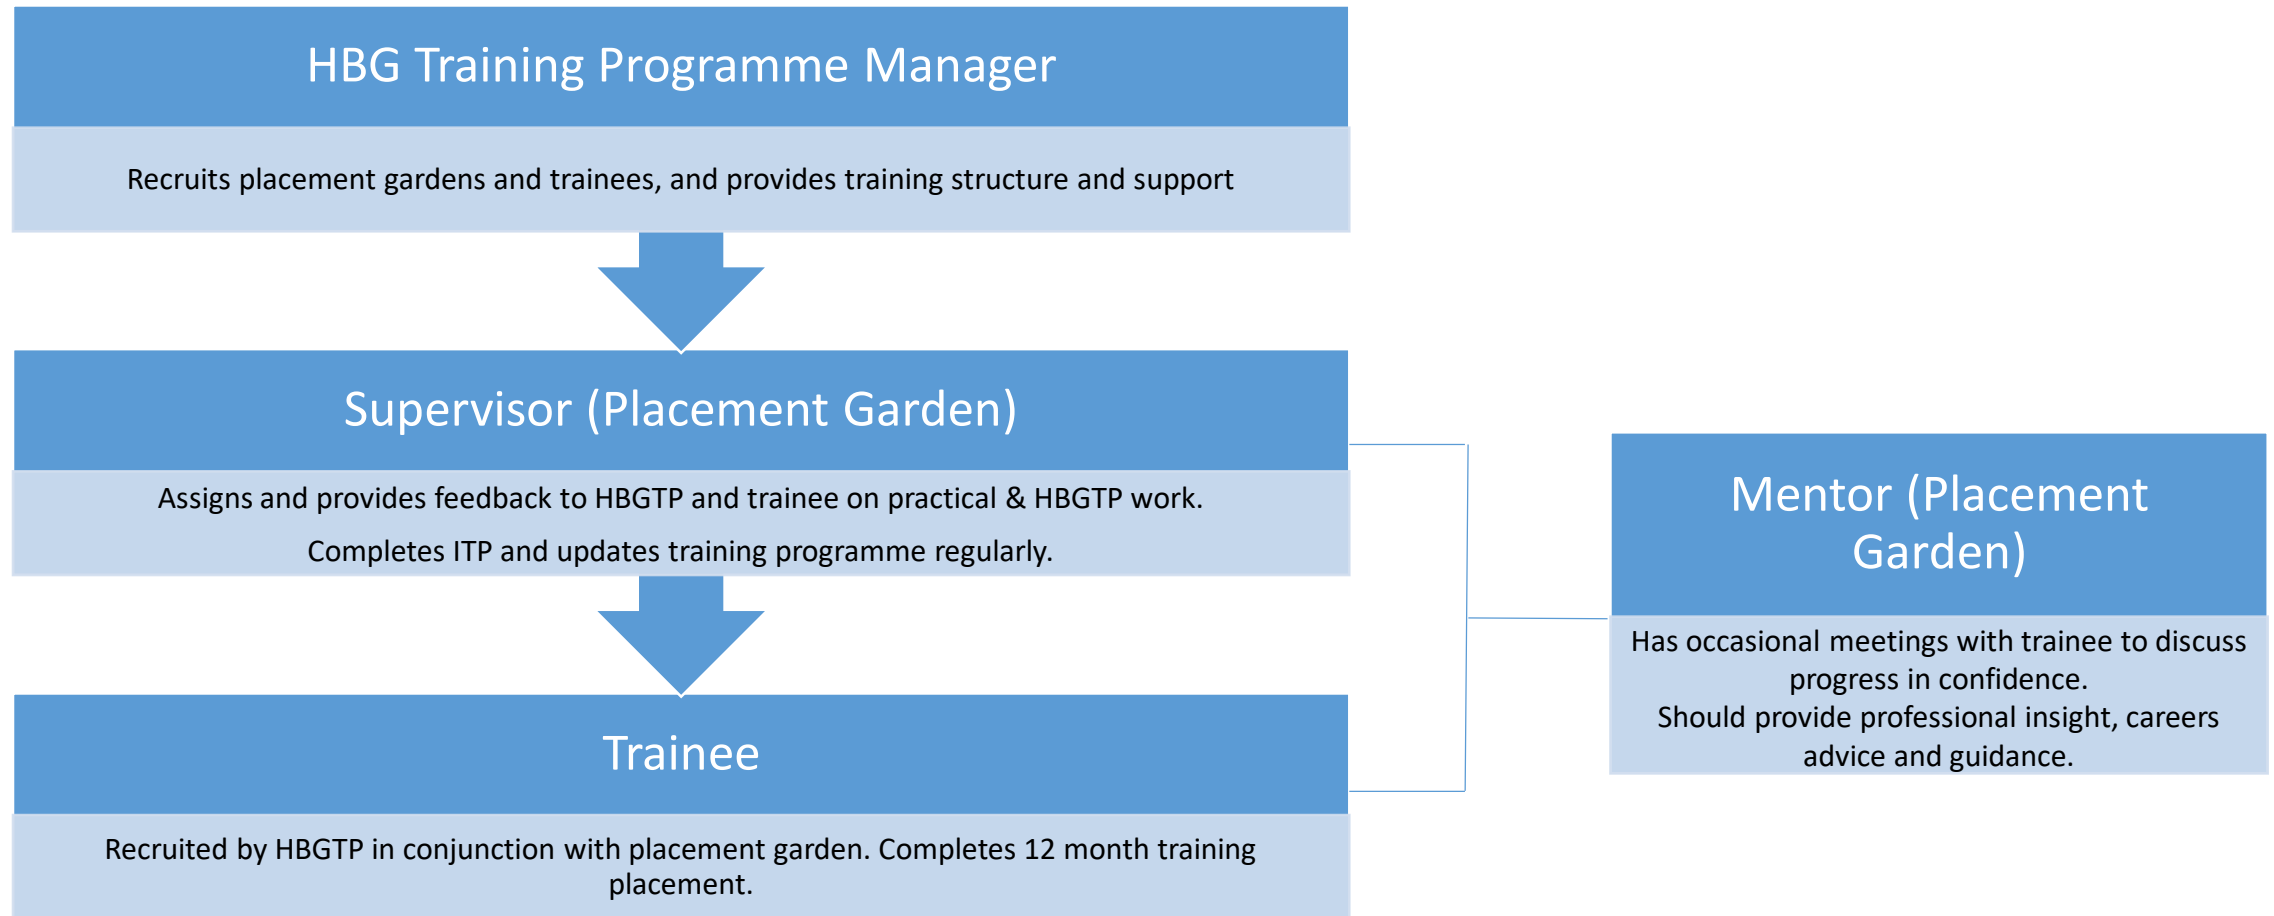 HBG Training Programme Manager
Recruits placement gardens and trainees, and provides training structure and support
Supervisor (Placement Garden)
Assigns and provides feedback to HBGTP and trainee on practical & HBGTP work.
Completes ITP and updates training programme regularly.
Mentor (Placement
Garden)
Has occasional meetings with trainee to discuss
progress in confidence.
Should provide professional insight, careers
advice and guidance.
Trainee
Recruited by HBGTP in conjunction with placement garden. Completes 12 month training
placement.